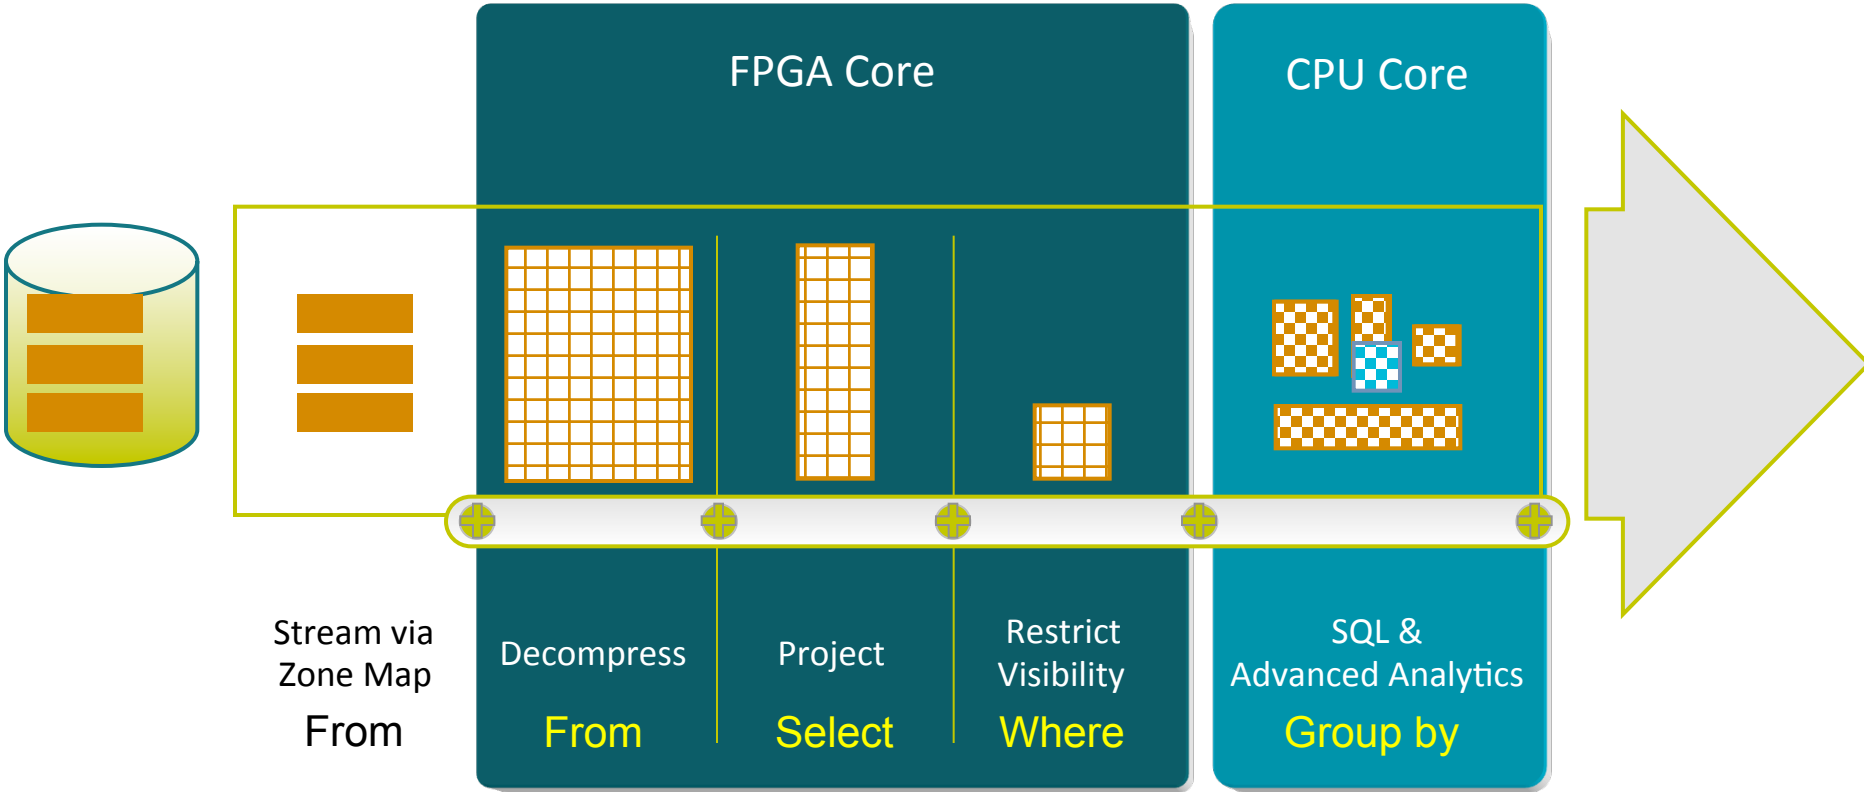 FPGA Core
CPU Core
Stream via
Zone Map
From
Decompress
From
Project
Select
Restrict
Visibility
Where
SQL &
Advanced Analytics
Group by